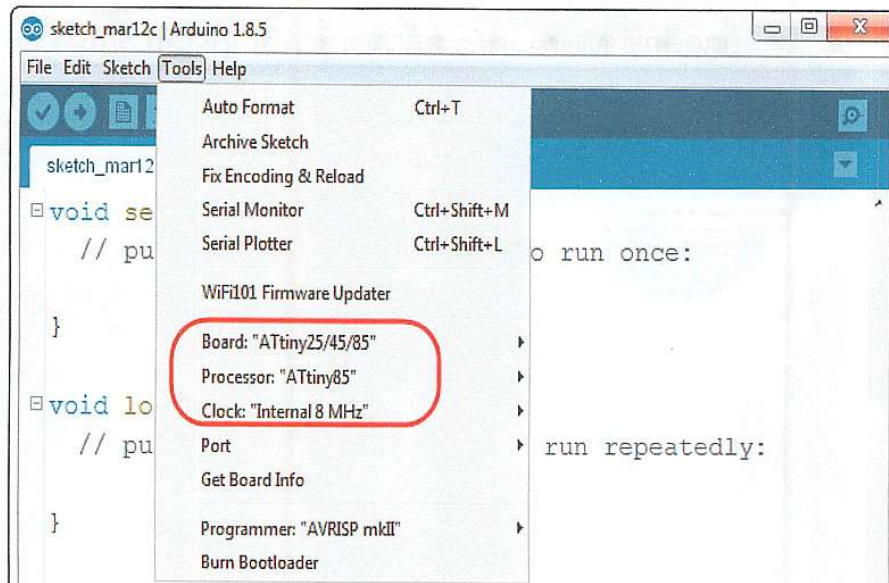 sketch_mar12c | Arduino 1.8.5
File Edit Sketch Tools Help
Auto Format Ctrl+T
Archive Sketch
sketch_mar12
Fix Encoding & Reload
void se
Serial Monitor Ctrl+Shift+M
// pu
Serial Plotter Ctrl+Shift+L
o run once:
WiFi101 Firmware Updater
}
Board: "ATtiny25/45/85"
Processor: "ATtiny85"
void lo
Clock: "Internal 8 MHz"
// pu
Port
run repeatedly:
Get Board Info
}
Programmer: "AVRISP mkII"
Burn Bootloader